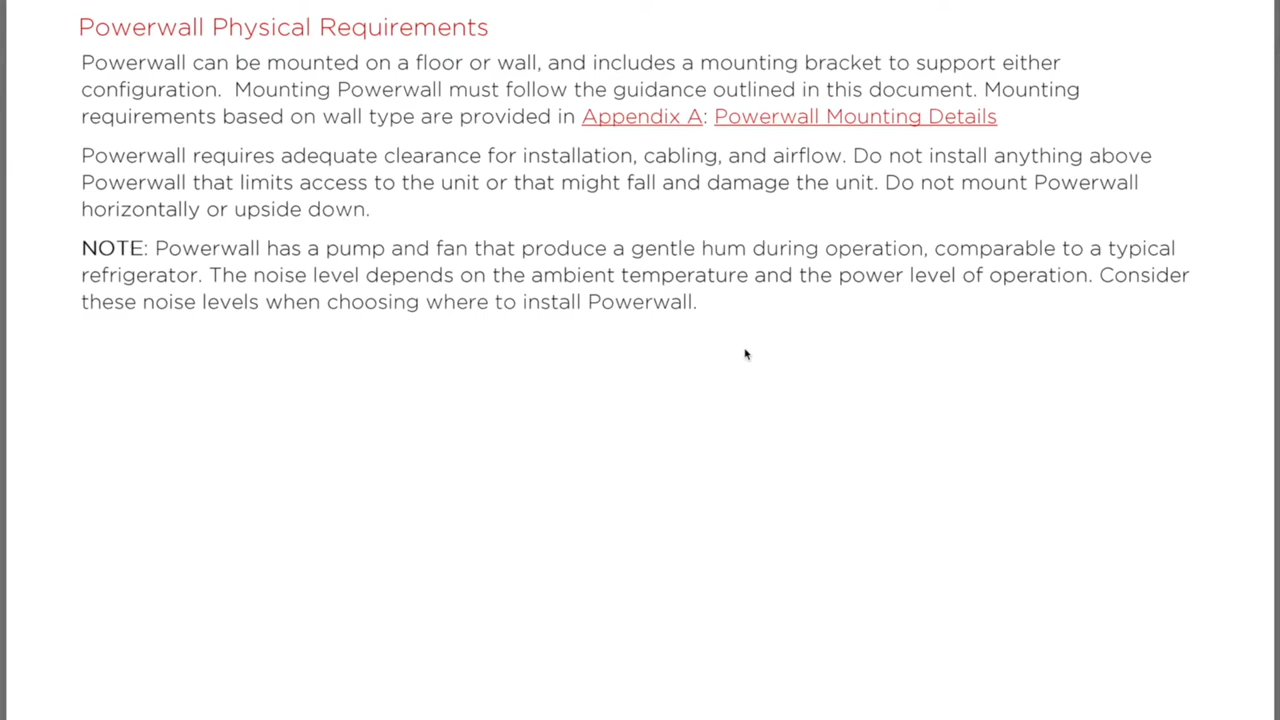 Powerwall Physical Requirements
Powerwall can be mounted on a floor or wall, and includes a mounting bracket to support either
configuration.  Mounting Powerwall must follow the guidance outlined in this document. Mounting
requirements based on wall type are provided in Appendix A: Powerwall Mounting Details
Powerwall requires adequate clearance for installation, cabling, and airflow. Do not install anything above
Powerwall that limits access to the unit or that might fall and damage the unit. Do not mount Powerwall
horizontally or upside down.
NOTE: Powerwall has a pump and fan that produce a gentle hum during operation, comparable to a typical
refrigerator. The noise level depends on the ambient temperature and the power level of operation. Consider
these noise levels when choosing where to install Powerwall.